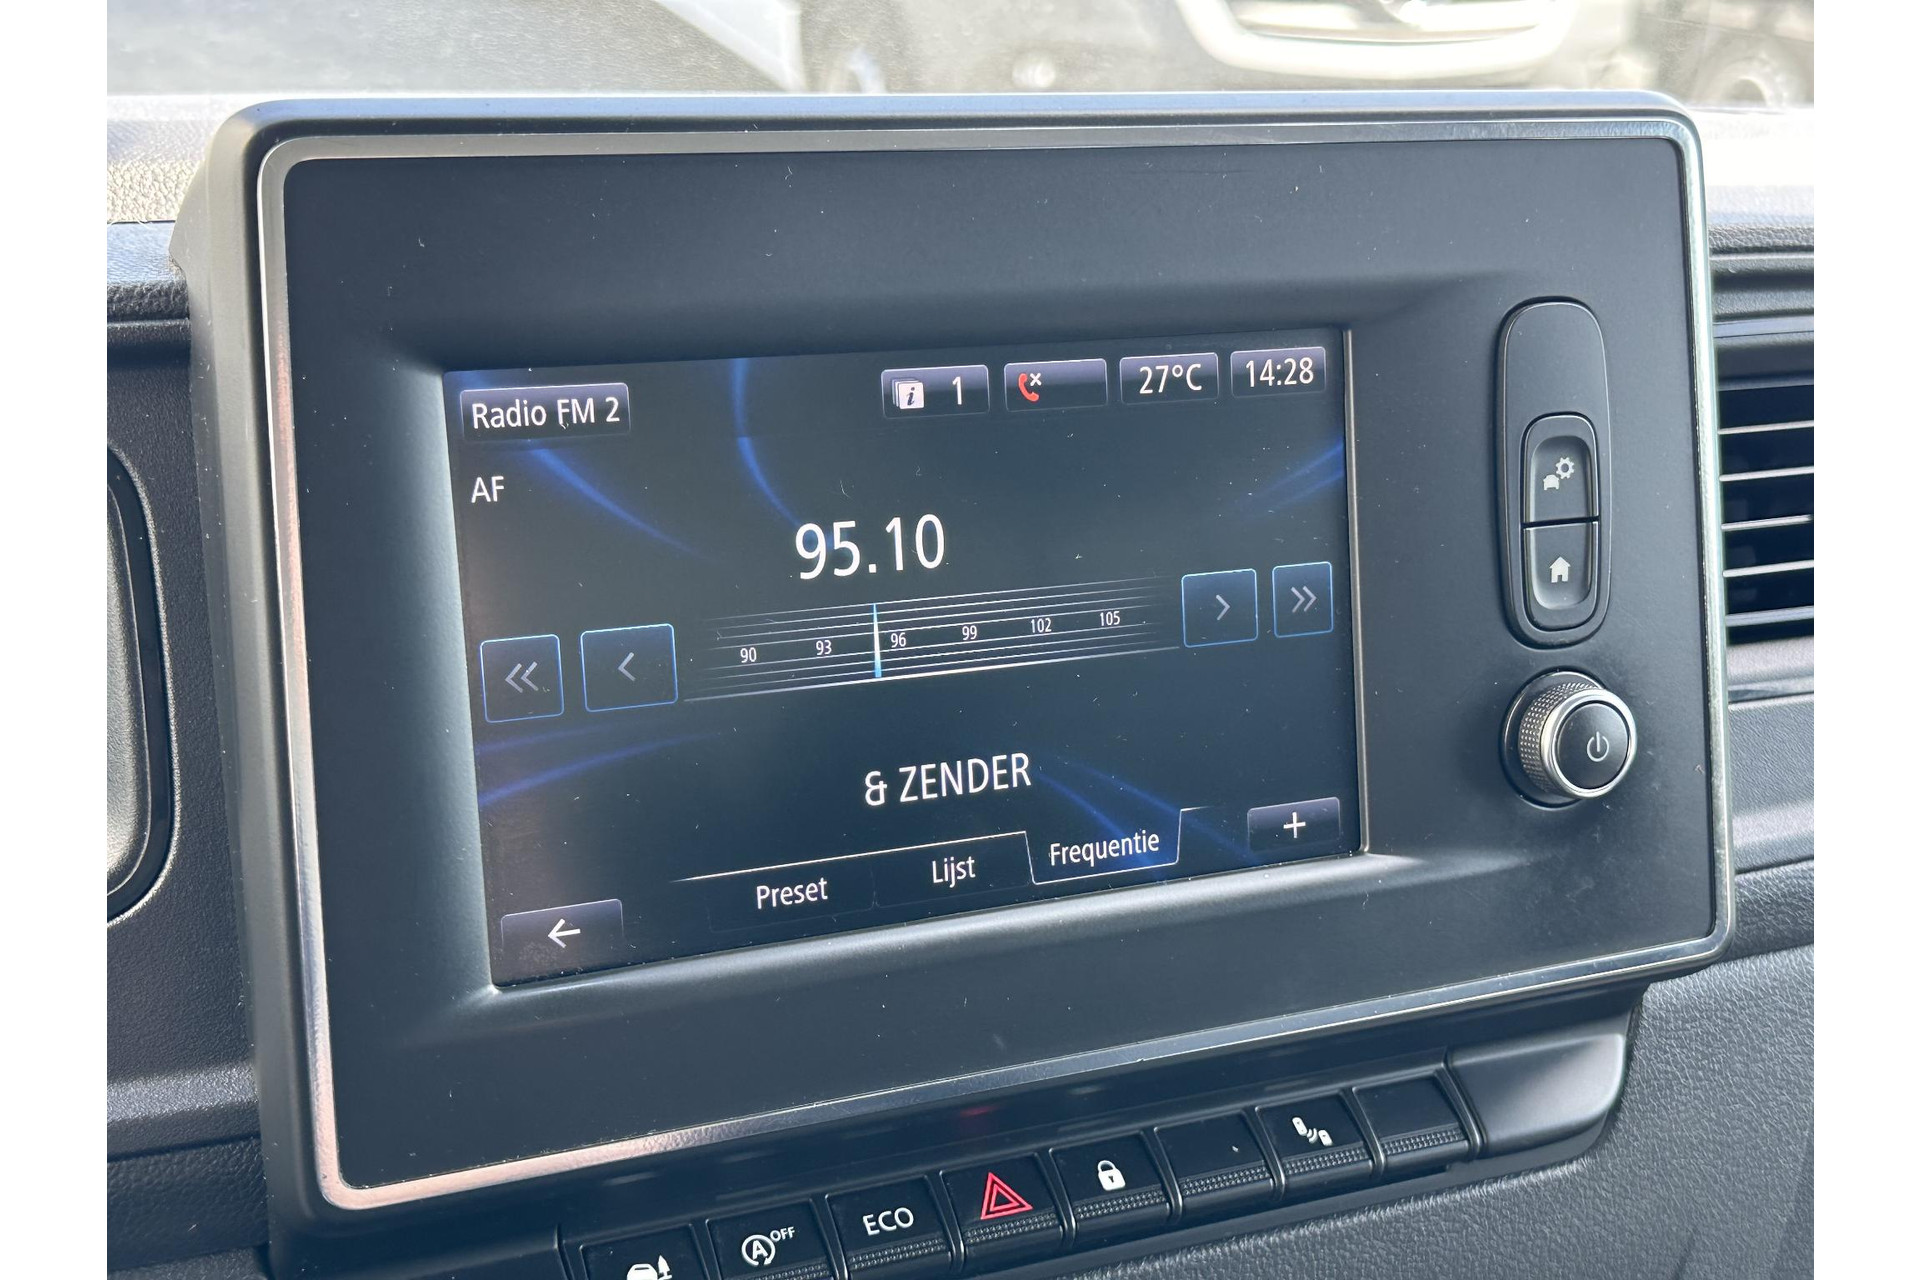 Radio FM 2
i 1
27°C
14:28
AF
95.10
90 93 96 99 102 105
& ZENDER
Preset
Lijst
Frequentie
+
A OFF
ECO